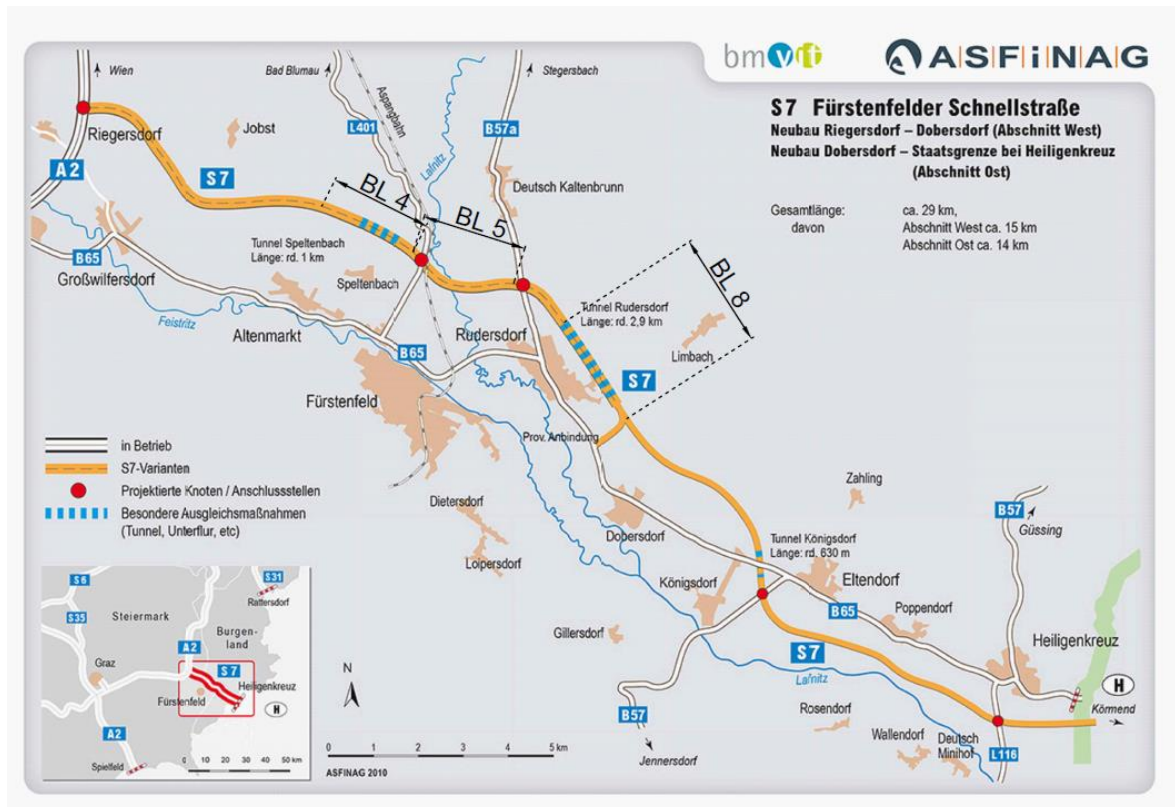 bmvit
ASFiNAG
S 7 Fürstenfelder Schnellstraße
Neubau Riegersdorf – Dobersdorf (Abschnitt West)
Neubau Dobersdorf – Staatsgrenze bei Heiligenkreuz
(Abschnitt Ost)
Gesamtlänge: ca. 29 km,
davon Abschnitt West ca. 15 km
Abschnitt Ost ca. 14 km
Wien
Bad Blumau
Aspangbahn
Stegersbach
Riegersdorf
Jobst
L401
B57a
Lafnitz
A2
S7
Deutsch Kaltenbrunn
BL 4
BL 5
BL 8
B65
Großwilfersdorf
Tunnel Speltenbach
Länge: rd. 1 km
Speltenbach
Feistritz
Altenmarkt
Rudersdorf
Tunnel Rudersdorf
Länge: rd. 2,9 km
Limbach
B65
S7
Fürstenfeld
Prov. Anbindung
in Betrieb
S7-Varianten
Projektierte Knoten / Anschlussstellen
Besondere Ausgleichsmaßnahmen
(Tunnel, Unterflur, etc)
Dietersdorf
Loipersdorf
Dobersdorf
Zahling
B57
Güssing
Tunnel Königsdorf
Länge: rd. 630 m
Königsdorf
Eltendorf
B65
Poppendorf
Gillersdorf
S7
Heiligenkreuz
H
Körmend
Lafnitz
B57
Jennersdorf
Rosendorf
Wallendorf
Deutsch
Minihof
L116
S6
S31
Rattersdorf
Steiermark
S35
Burgen-
land
A2
Graz
S7
Heiligenkreuz
Fürstenfeld
H
A2
Spielfeld
0 10 20 30 40 50 km
N
0 1 2 3 4 5 km
ASFINAG 2010